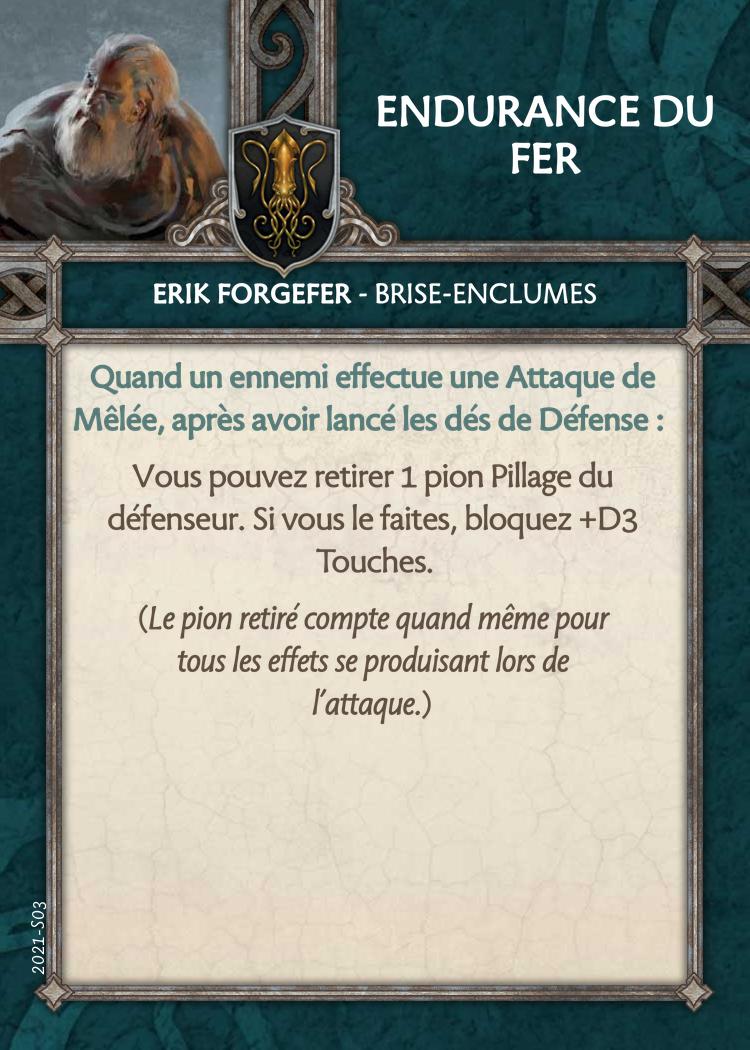 ENDURANCE DU
FER
ERIK FORGEFER - BRISE-ENCLUMES
Quand un ennemi effectue une Attaque de
Mêlée, après avoir lancé les dés de Défense :
Vous pouvez retirer 1 pion Pillage du
défenseur. Si vous le faites, bloquez +D3
Touches.
(Le pion retiré compte quand même pour
tous les effets se produisant lors de
l'attaque.)
2021-S03